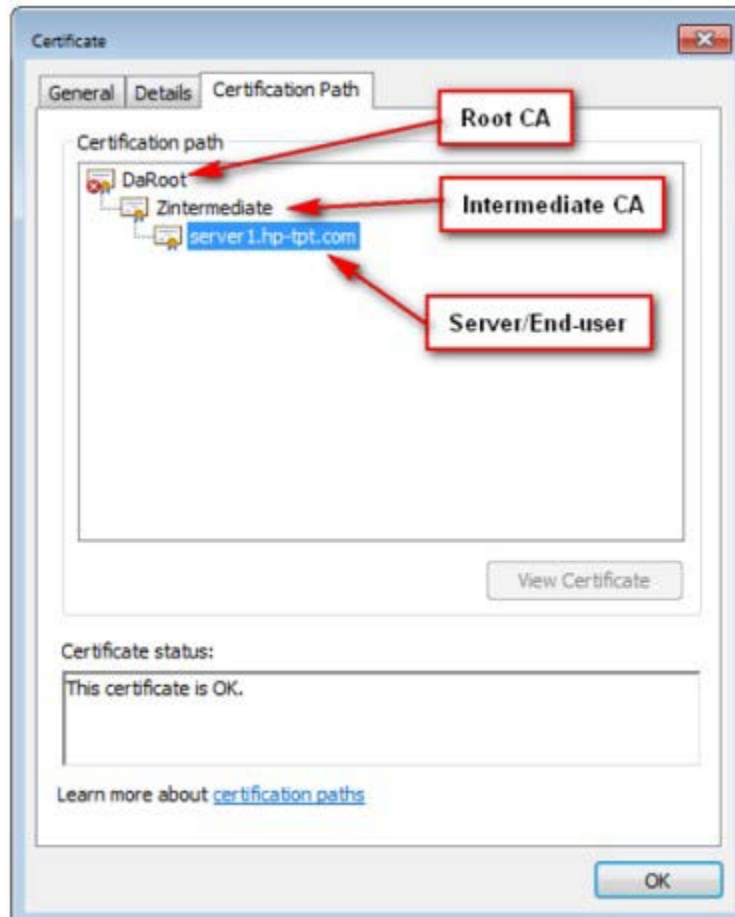 Certificate
General Details Certification Path
Root CA
Certification path
DaRoot
Zintermediate
Intermediate CA
server1.hp-tpt.com
Server/End-user
View Certificate
Certificate status:
This certificate is OK.
Learn more about certification paths
OK